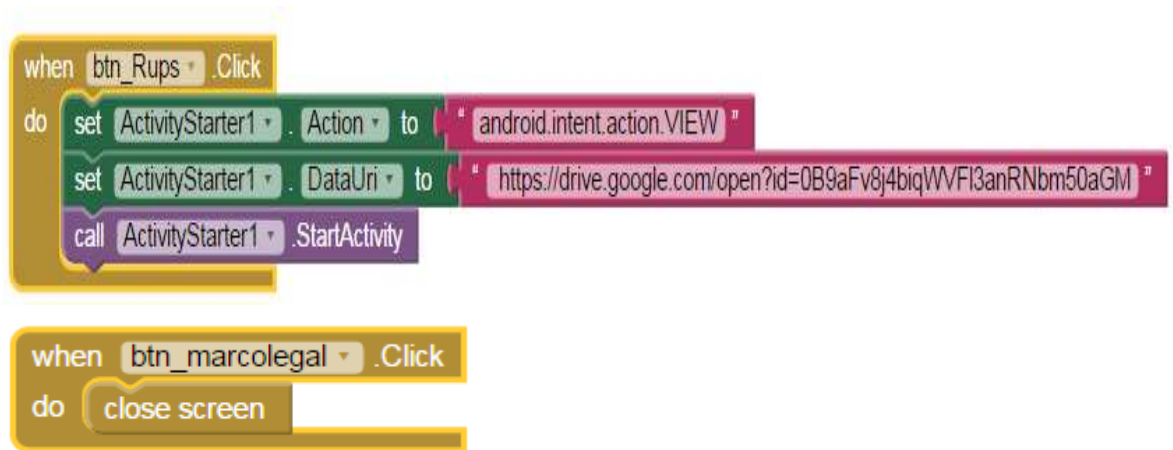 when btn_Rups .Click
do set ActivityStarter1 . Action to " android.intent.action.VIEW "
set ActivityStarter1 . DataUri to " https://drive.google.com/open?id=0B9aFv8j4biqWVFl3anRNbm50aGM "
call ActivityStarter1 .StartActivity
when btn_marcolegal .Click
do close screen